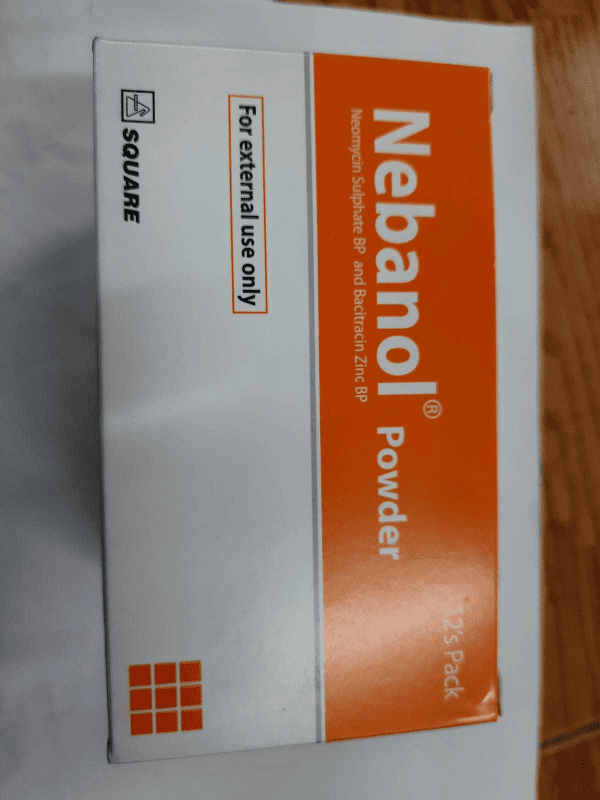 Nebanol® Powder
Neomycin Sulphate BP and Bacitracin Zinc BP
12's Pack
For external use only
SQUARE